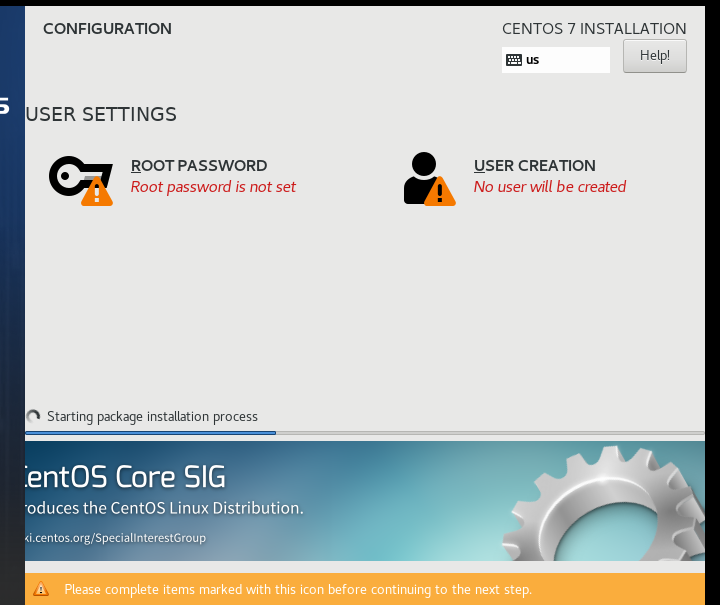 CONFIGURATION
CENTOS 7 INSTALLATION
us
Help!
S
USER SETTINGS
ROOT PASSWORD
Root password is not set
USER CREATION
No user will be created
Starting package installation process
CentOS Core SIG
roduces the CentOS Linux Distribution.
ki.centos.org/SpecialInterestGroup
Please complete items marked with this icon before continuing to the next step.